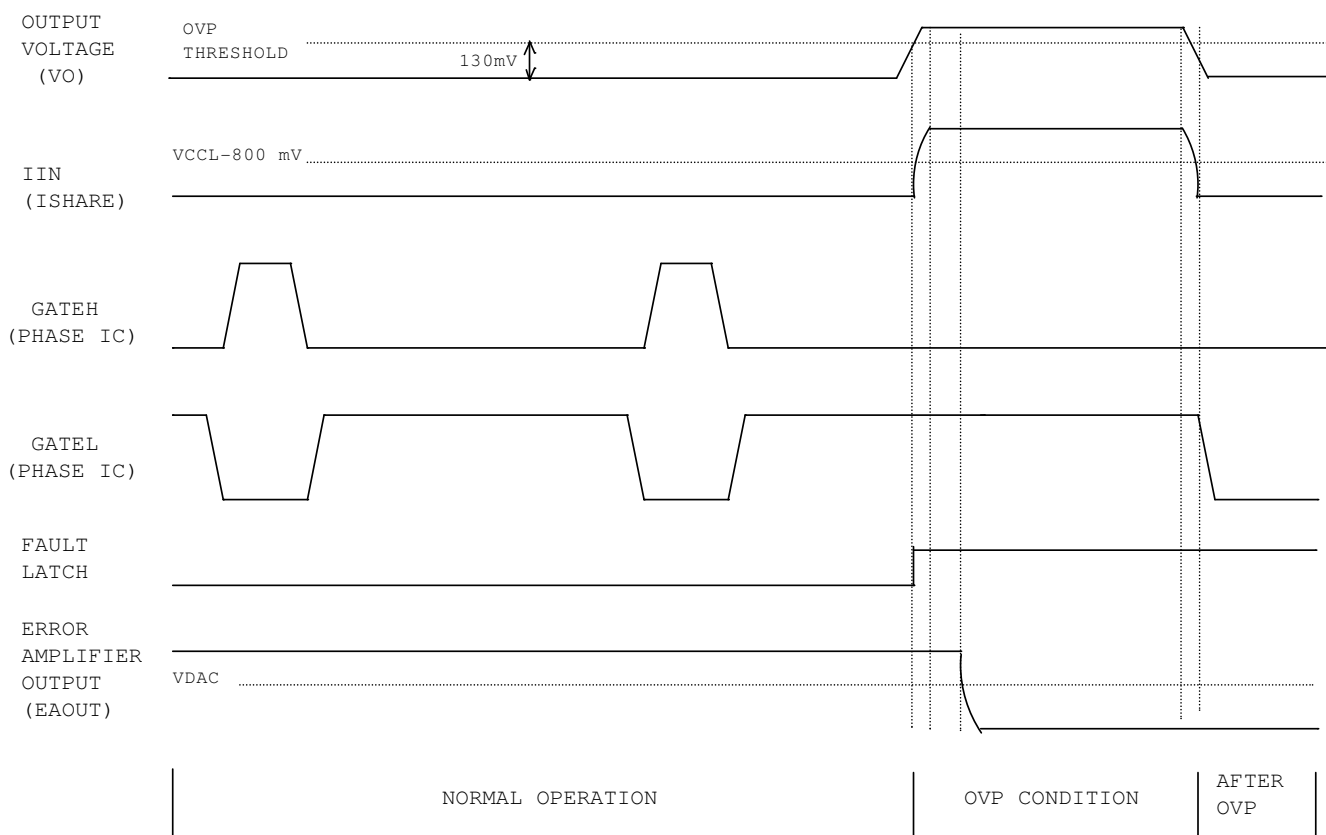 OUTPUT
VOLTAGE
(VO)
OVP
THRESHOLD
130mV
VCCL-800 mV
IIN
(ISHARE)
GATEH
(PHASE IC)
GATEL
(PHASE IC)
FAULT
LATCH
ERROR
AMPLIFIER
OUTPUT
(EAOUT)
VDAC
NORMAL OPERATION
OVP CONDITION
AFTER
OVP